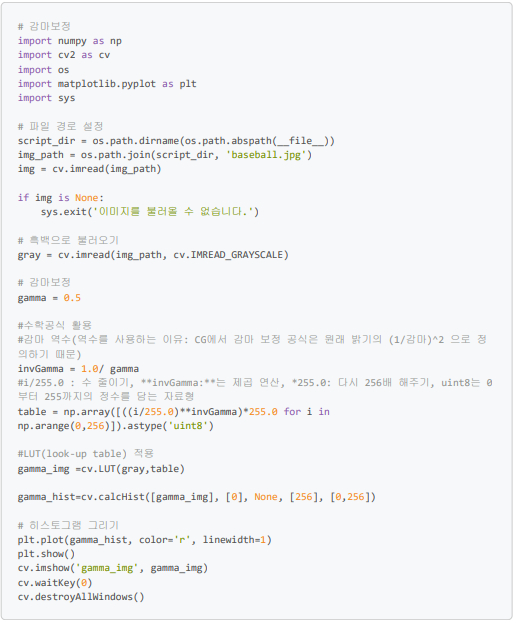 # 감마보정
import numpy as np
import cv2 as cv
import os
import matplotlib.pyplot as plt
import sys
# 파일 경로 설정
script_dir = os.path.dirname(os.path.abspath(__file__))
img_path = os.path.join(script_dir, 'baseball.jpg')
img = cv.imread(img_path)
if img is None:
    sys.exit('이미지를 불러올 수 없습니다.')
# 흑백으로 불러오기
gray = cv.imread(img_path, cv.IMREAD_GRAYSCALE)
# 감마보정
gamma = 0.5
#수학공식 활용
#감마 역수(역수를 사용하는 이유: CG에서 감마 보정 공식은 원래 밝기의 (1/감마)^2 으로 정
의하기 때문)
invGamma = 1.0/ gamma
#i/255.0 : 수 줄이기, **invGamma:**는 제곱 연산, *255.0: 다시 256배 해주기, uint8는 0
부터 255까지의 정수를 담는 자료형
table = np.array([((i/255.0)**invGamma)*255.0 for i in
np.arange(0,256)]).astype('uint8')
#LUT(look-up table) 적용
gamma_img =cv.LUT(gray,table)
gamma_hist=cv.calcHist([gamma_img], [0], None, [256], [0,256])
# 히스토그램 그리기
plt.plot(gamma_hist, color='r', linewidth=1)
plt.show()
cv.imshow('gamma_img', gamma_img)
cv.waitKey(0)
cv.destroyAllWindows()